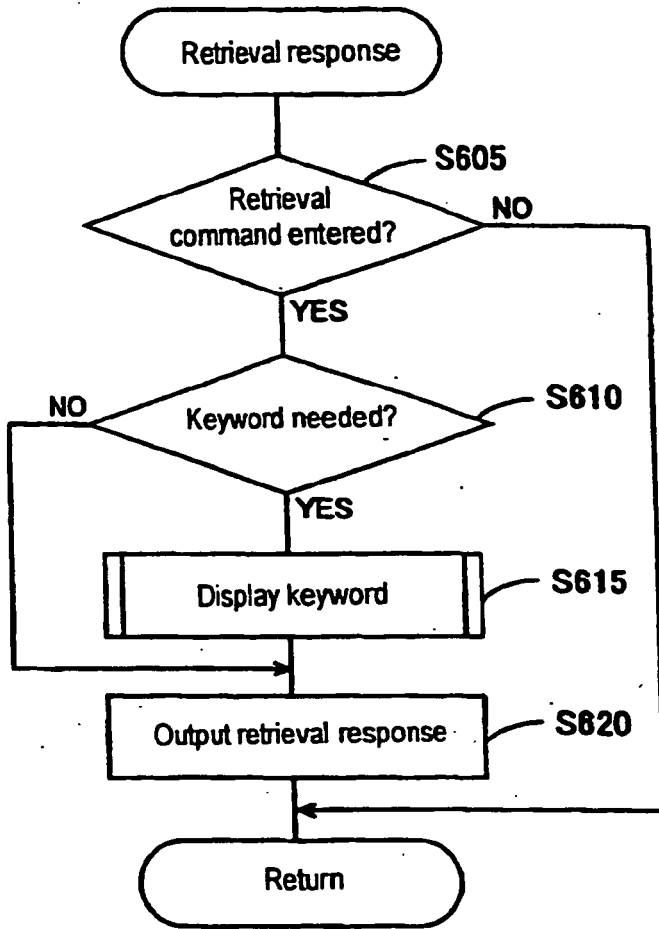 Retrieval response
S605
Retrieval
command entered?
NO
YES
NO
Keyword needed?
S610
YES
Display keyword
S615
Output retrieval response
S620
Return